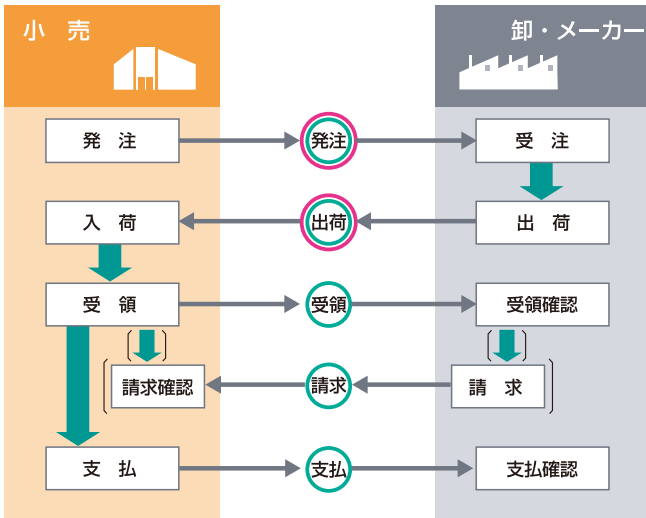 小　売
卸・メーカー
発　注
発注
受　注
入　荷
出荷
出　荷
受　領
受領
受領確認
請求確認
請求
請　求
支　払
支払
支払確認